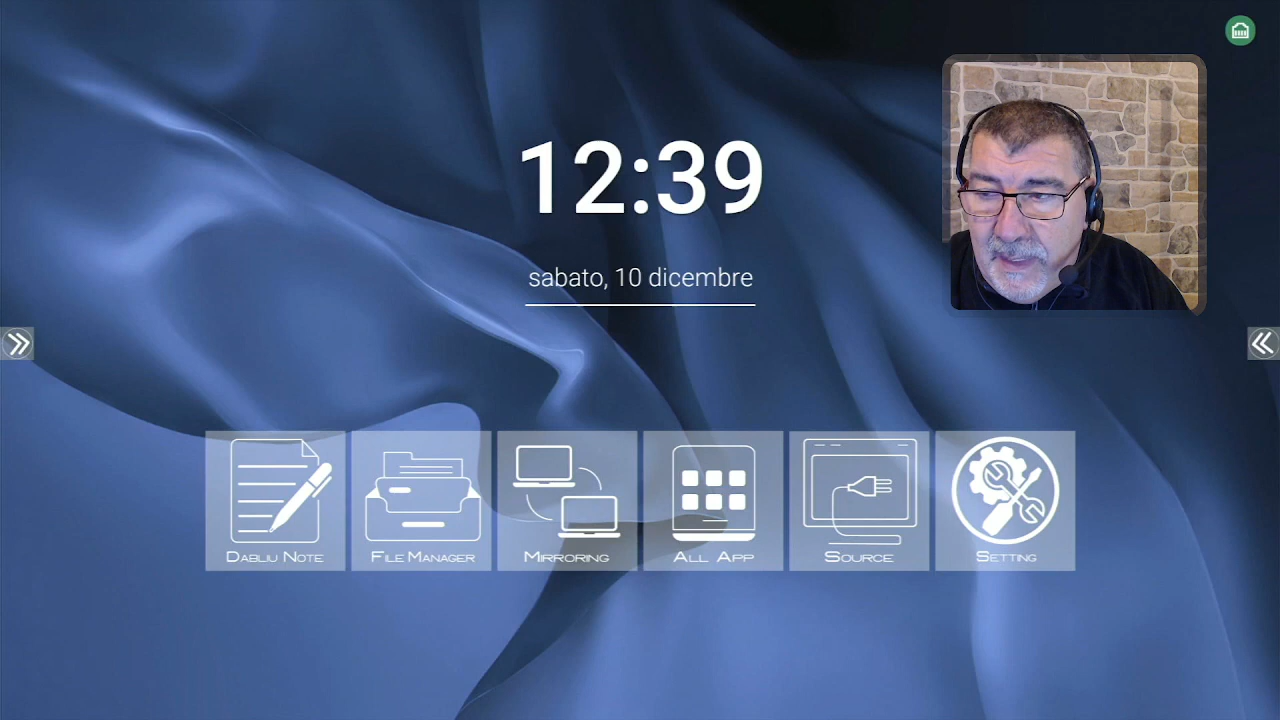 12:39
sabato, 10 dicembre
Dabliu Note
File Manager
Mirroring
All App
Source
Setting